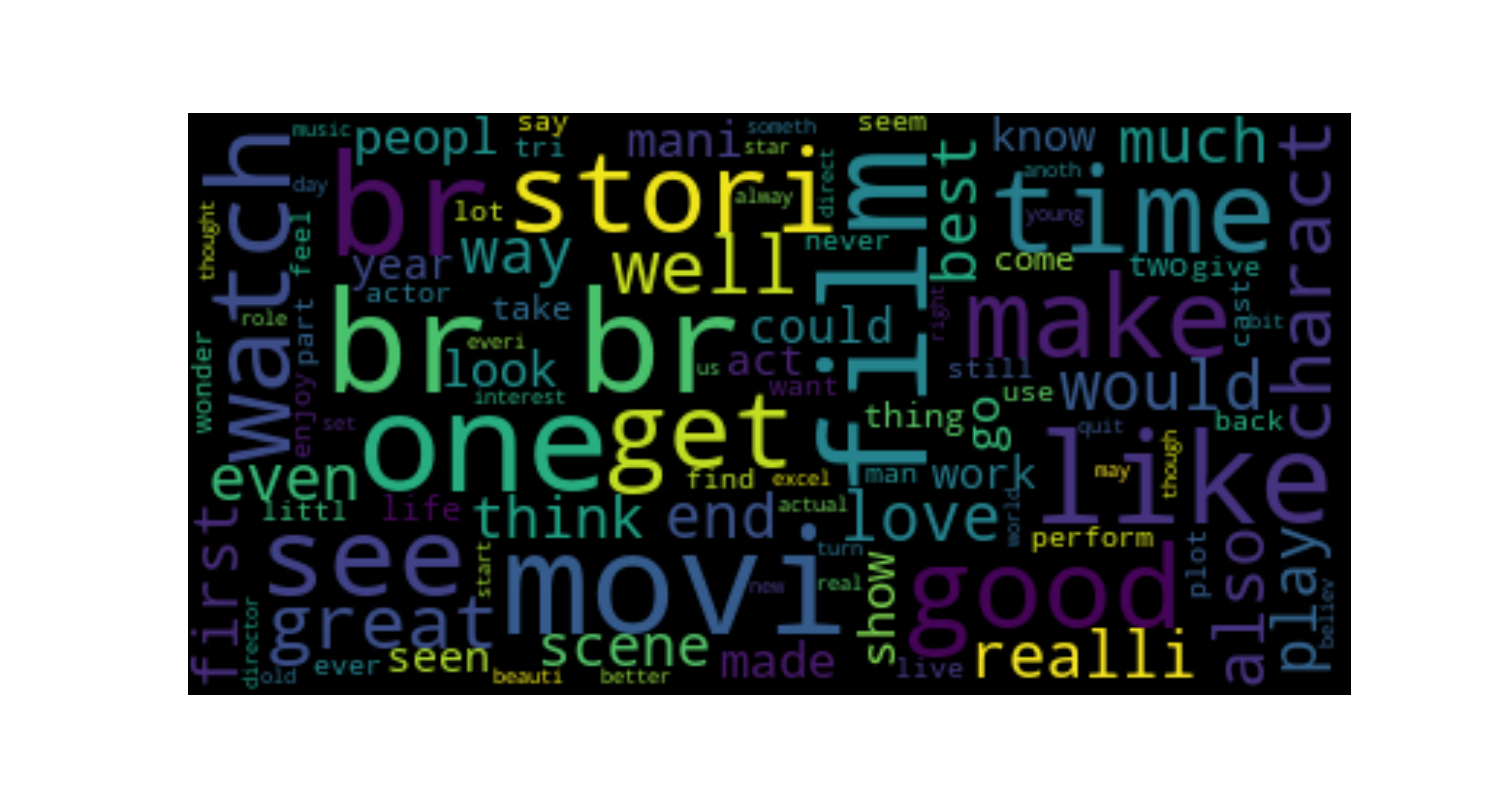 music
peopl
say
tri
mani
someth
star
seem
know
much
watch
day
br
lot
stori
alway
direct
film
best
anoth
time
young
charact
thought
feel
year
way
well
never
come
two
give
actor
take
role
part
br
br
everi
look
us
could
act
right
make
cast
bit
wonder
enjoy
interest
want
still
would
set
one
get
thing
go
use
quit
back
even
find
excel
man
work
like
may
though
littl
life
think
end
actual
love
world
perform
first
see
start
movi
turn
new
real
show
good
plot
also
play
believ
great
director
old
ever
seen
scene
beauti
better
made
live
realli